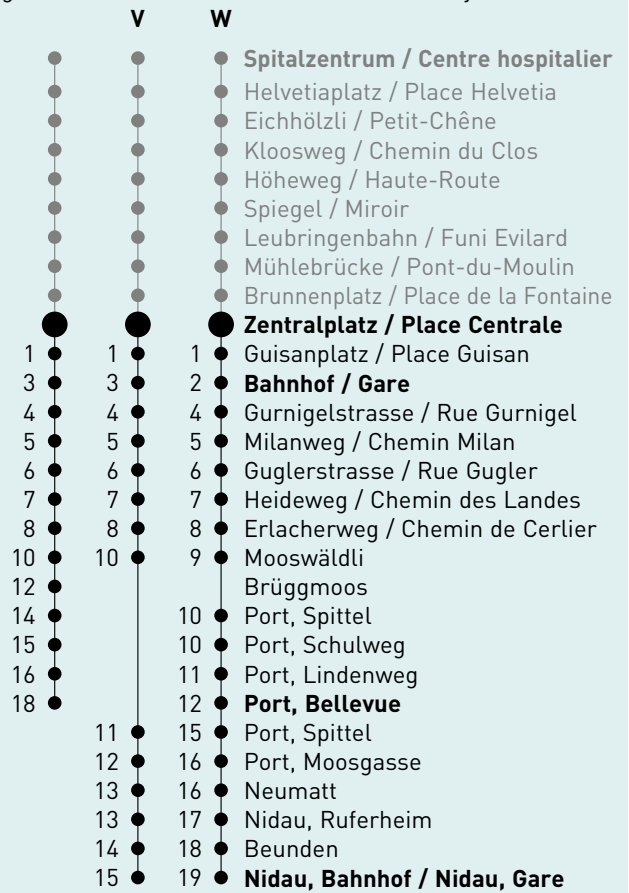 V W
Spitalzentrum / Centre hospitalier
Helvetiaplatz / Place Helvetia
Eichhölzli / Petit-Chêne
Kloosweg / Chemin du Clos
Höheweg / Haute-Route
Spiegel / Miroir
Leubringenbahn / Funi Evilard
Mühlebrücke / Pont-du-Moulin
Brunnenplatz / Place de la Fontaine
Zentralplatz / Place Centrale
1 1 1 Guisanplatz / Place Guisan
3 3 2 Bahnhof / Gare
4 4 4 Gurnigelstrasse / Rue Gurnigel
5 5 5 Milanweg / Chemin Milan
6 6 6 Guglerstrasse / Rue Gugler
7 7 7 Heideweg / Chemin des Landes
8 8 8 Erlacherweg / Chemin de Cerlier
10 10 9 Mooswäldli
12 Brüggmoos
14 10 Port, Spittel
15 10 Port, Schulweg
16 11 Port, Lindenweg
18 12 Port, Bellevue
11 15 Port, Spittel
12 16 Port, Moosgasse
13 16 Neumatt
13 17 Nidau, Ruferheim
14 18 Beunden
15 19 Nidau, Bahnhof / Nidau, Gare